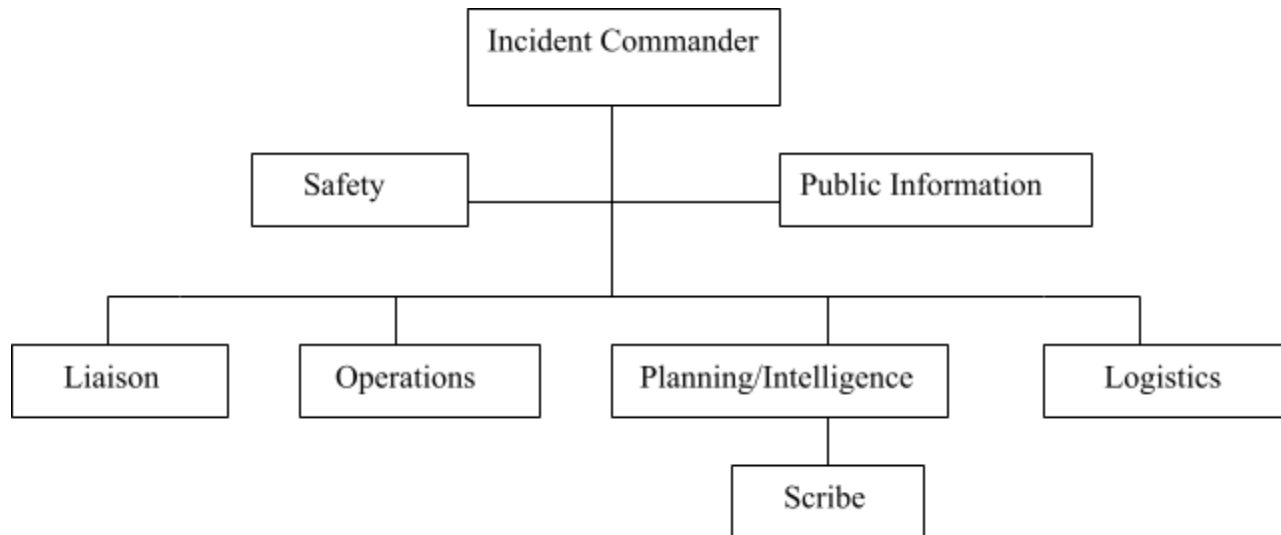 Incident Commander
Safety
Public Information
Liaison
Operations
Planning/Intelligence
Logistics
Scribe